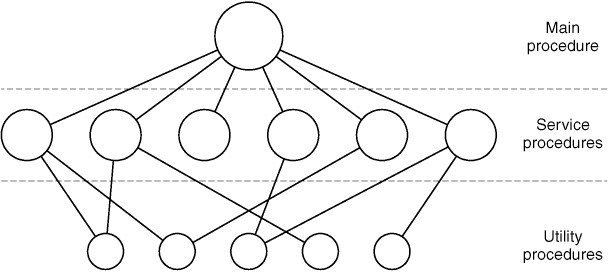 Main
procedure
Service
procedures
Utility
procedures